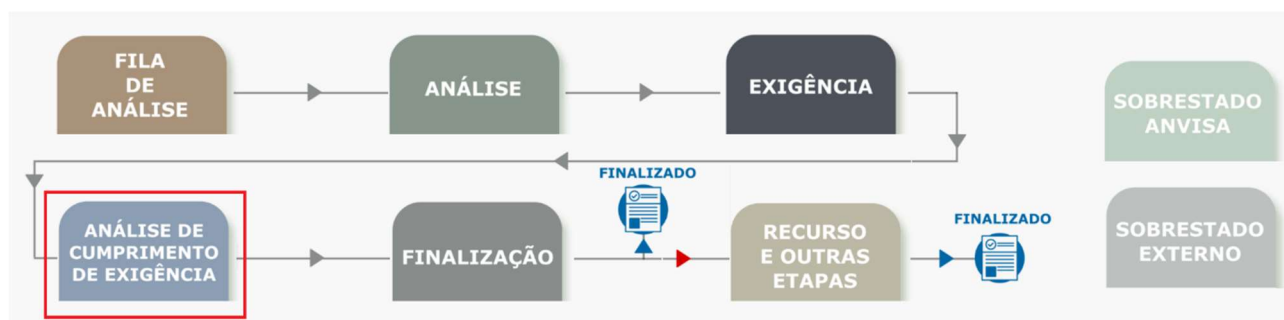 FILA
DE
ANÁLISE
ANÁLISE
EXIGÊNCIA
SOBRESTADO
ANVISA
ANÁLISE DE
CUMPRIMENTO
DE EXIGÊNCIA
FINALIZAÇÃO
FINALIZADO
RECURSO
E OUTRAS
ETAPAS
FINALIZADO
SOBRESTADO
EXTERNO